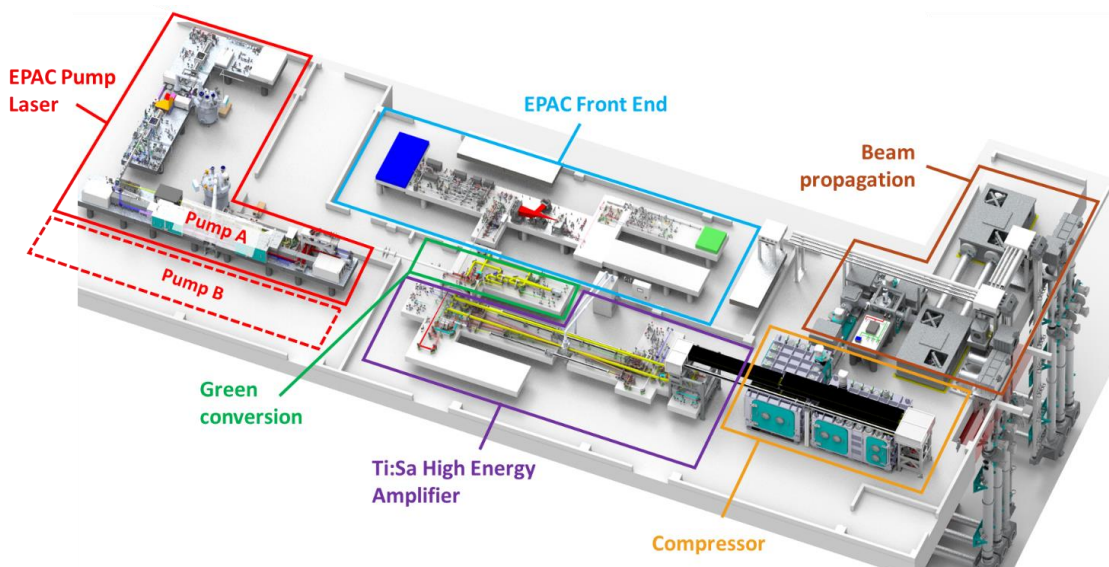 EPAC Pump
Laser
EPAC Front End
Beam
propagation
Pump A
Pump B
Green
conversion
Ti:Sa High Energy
Amplifier
Compressor